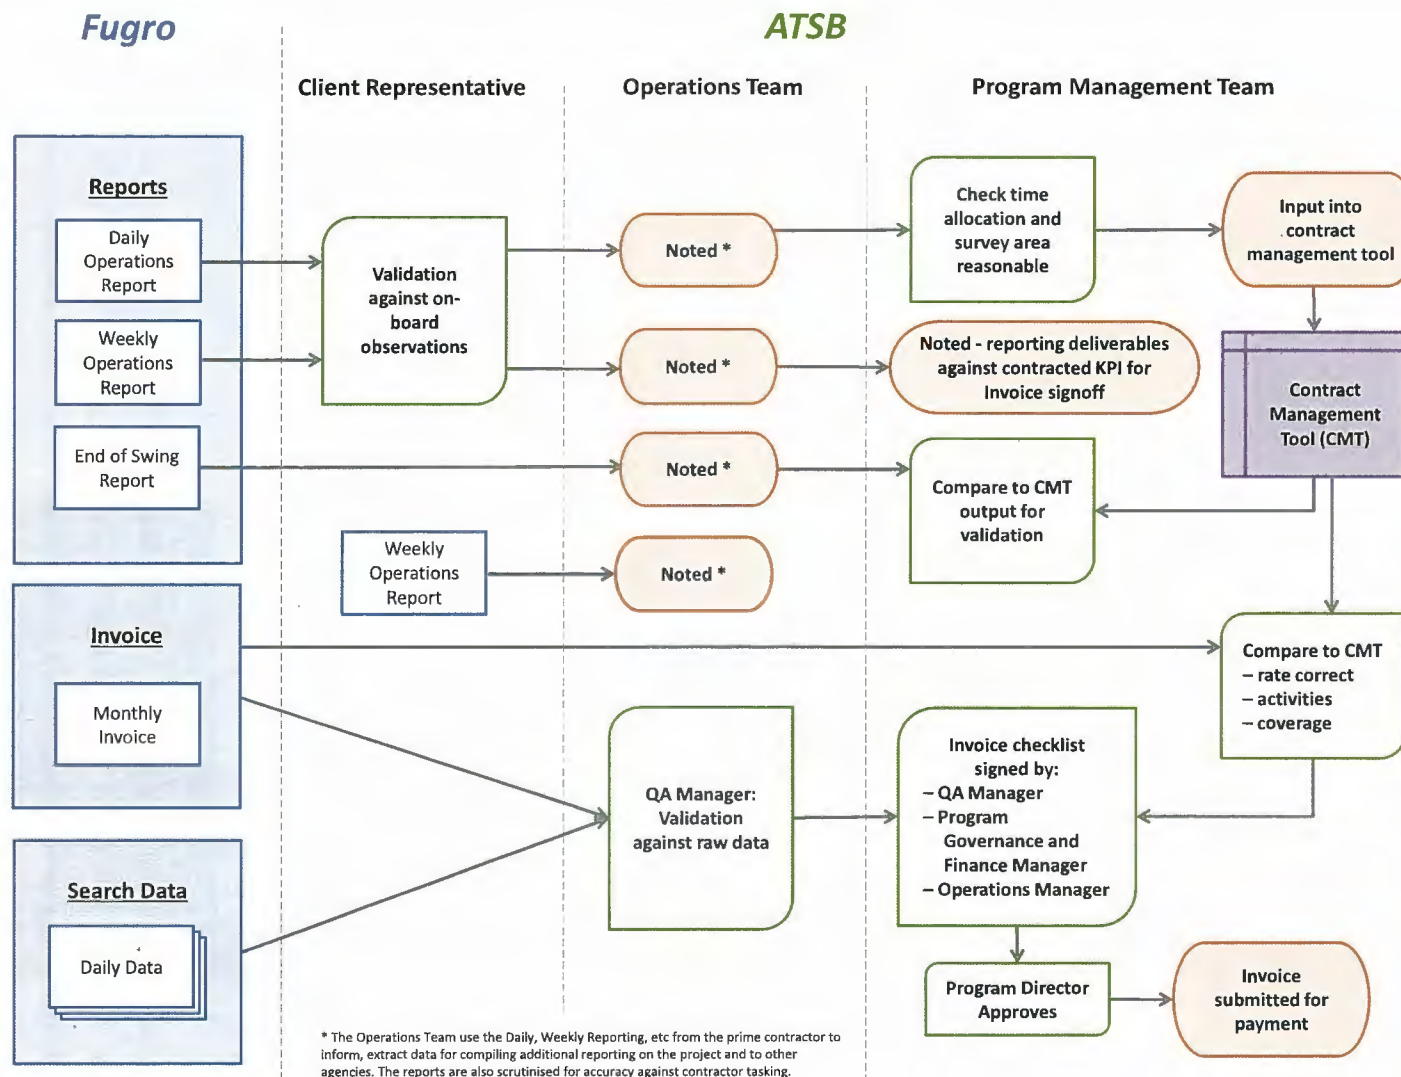 Fugro
ATSB
Client Representative
Operations Team
Program Management Team
Reports
Daily
Operations
Report
Weekly
Operations
Report
End of Swing
Report
Validation
against on-
board
observations
Noted *
Noted *
Noted *
Weekly
Operations
Report
Noted *
Check time
allocation and
survey area
reasonable
Input into
contract
management tool
Noted - reporting deliverables
against contracted KPI for
Invoice signoff
Contract
Management
Tool (CMT)
Compare to CMT
output for
validation
Invoice
Monthly
Invoice
Compare to CMT
– rate correct
– activities
– coverage
QA Manager:
Validation
against raw data
Invoice checklist
signed by:
– QA Manager
– Program
Governance and
Finance Manager
– Operations Manager
Search Data
Daily Data
Program Director
Approves
Invoice
submitted for
payment
* The Operations Team use the Daily, Weekly Reporting, etc from the prime contractor to
inform, extract data for compiling additional reporting on the project and to other
agencies. The reports are also scrutinised for accuracy against contractor tasking.